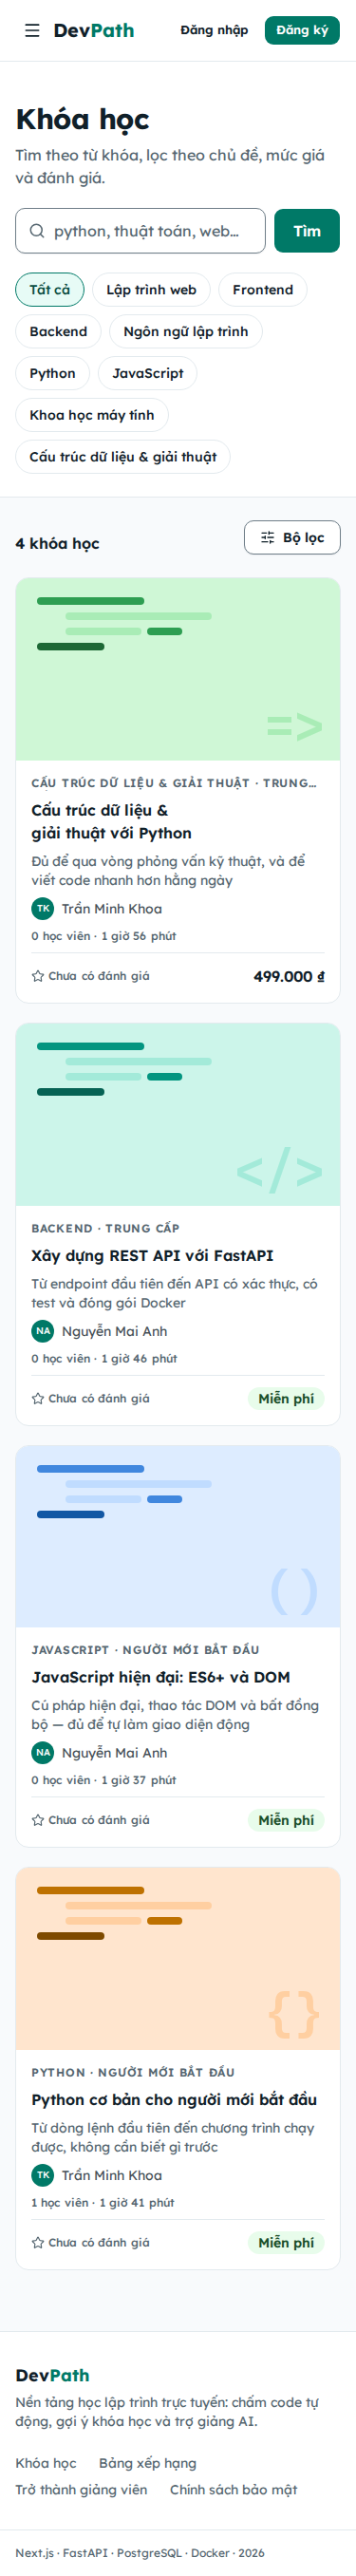 DevPath
Đăng nhập
Đăng ký
Khóa học
Tìm theo từ khóa, lọc theo chủ đề, mức giá
và đánh giá.
python, thuật toán, web...
Tìm
Tất cả
Lập trình web
Frontend
Backend
Ngôn ngữ lập trình
Python
JavaScript
Khoa học máy tính
Cấu trúc dữ liệu & giải thuật
4 khóa học
Bộ lọc
=>
CẤU TRÚC DỮ LIỆU & GIẢI THUẬT · TRUNG...
Cấu trúc dữ liệu &
giải thuật với Python
Đủ để qua vòng phỏng vấn kỹ thuật, và để
viết code nhanh hơn hằng ngày
TK
Trần Minh Khoa
0 học viên · 1 giờ 56 phút
Chưa có đánh giá
499.000 ₫
</>
BACKEND · TRUNG CẤP
Xây dựng REST API với FastAPI
Từ endpoint đầu tiên đến API có xác thực, có
test và đóng gói Docker
NA
Nguyễn Mai Anh
0 học viên · 1 giờ 46 phút
Chưa có đánh giá
Miễn phí
()
JAVASCRIPT · NGƯỜI MỚI BẮT ĐẦU
JavaScript hiện đại: ES6+ và DOM
Cú pháp hiện đại, thao tác DOM và bất đồng
bộ — đủ để tự làm giao diện động
NA
Nguyễn Mai Anh
0 học viên · 1 giờ 37 phút
Chưa có đánh giá
Miễn phí
{}
PYTHON · NGƯỜI MỚI BẮT ĐẦU
Python cơ bản cho người mới bắt đầu
Từ dòng lệnh đầu tiên đến chương trình chạy
được, không cần biết gì trước
TK
Trần Minh Khoa
1 học viên · 1 giờ 41 phút
Chưa có đánh giá
Miễn phí
DevPath
Nền tảng học lập trình trực tuyến: chấm code tự
động, gợi ý khóa học và trợ giảng AI.
Khóa học
Bảng xếp hạng
Trở thành giảng viên
Chính sách bảo mật
Next.js · FastAPI · PostgreSQL · Docker · 2026